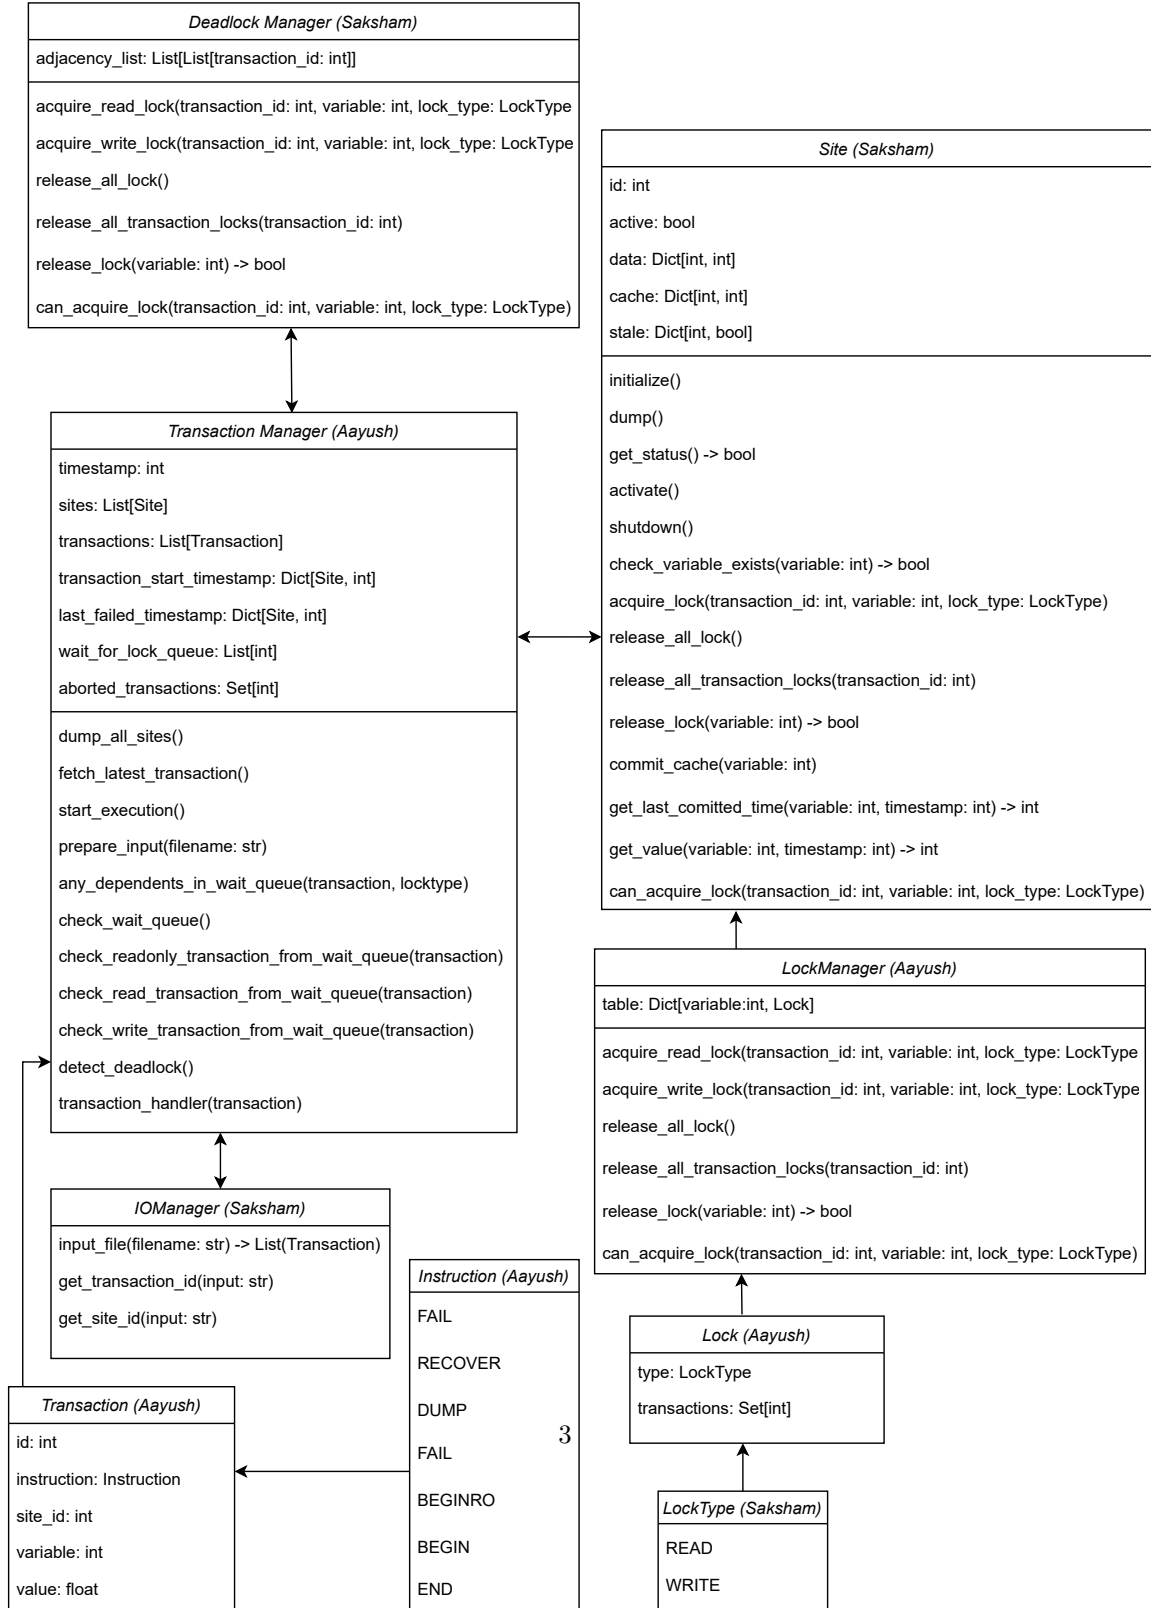 Deadlock Manager (Saksham)
adjacency_list: List[List[transaction_id: int]]
acquire_read_lock(transaction_id: int, variable: int, lock_type: LockType
acquire_write_lock(transaction_id: int, variable: int, lock_type: LockType
release_all_lock()
release_all_transaction_locks(transaction_id: int)
release_lock(variable: int) -> bool
can_acquire_lock(transaction_id: int, variable: int, lock_type: LockType)
Site (Saksham)
id: int
active: bool
data: Dict[int, int]
cache: Dict[int, int]
stale: Dict[int, bool]
initialize()
dump()
get_status() -> bool
activate()
shutdown()
check_variable_exists(variable: int) -> bool
acquire_lock(transaction_id: int, variable: int, lock_type: LockType)
release_all_lock()
release_all_transaction_locks(transaction_id: int)
release_lock(variable: int) -> bool
commit_cache(variable: int)
get_last_comitted_time(variable: int, timestamp: int) -> int
get_value(variable: int, timestamp: int) -> int
can_acquire_lock(transaction_id: int, variable: int, lock_type: LockType)
Transaction Manager (Aayush)
timestamp: int
sites: List[Site]
transactions: List[Transaction]
transaction_start_timestamp: Dict[Site, int]
last_failed_timestamp: Dict[Site, int]
wait_for_lock_queue: List[int]
aborted_transactions: Set[int]
dump_all_sites()
fetch_latest_transaction()
start_execution()
prepare_input(filename: str)
any_dependents_in_wait_queue(transaction, locktype)
check_wait_queue()
check_readonly_transaction_from_wait_queue(transaction)
check_read_transaction_from_wait_queue(transaction)
check_write_transaction_from_wait_queue(transaction)
detect_deadlock()
transaction_handler(transaction)
LockManager (Aayush)
table: Dict[variable:int, Lock]
acquire_read_lock(transaction_id: int, variable: int, lock_type: LockType
acquire_write_lock(transaction_id: int, variable: int, lock_type: LockType
release_all_lock()
release_all_transaction_locks(transaction_id: int)
release_lock(variable: int) -> bool
can_acquire_lock(transaction_id: int, variable: int, lock_type: LockType)
IOManager (Saksham)
input_file(filename: str) -> List(Transaction)
get_transaction_id(input: str)
get_site_id(input: str)
Instruction (Aayush)
FAIL
RECOVER
DUMP
FAIL
BEGINRO
BEGIN
END
3
Lock (Aayush)
type: LockType
transactions: Set[int]
Transaction (Aayush)
id: int
instruction: Instruction
site_id: int
variable: int
value: float
LockType (Saksham)
READ
WRITE